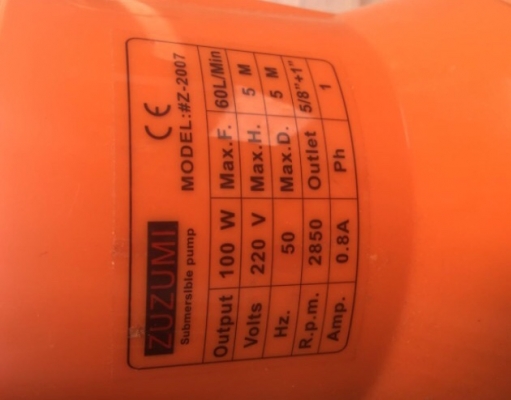 ZUZUMI CE
Submersible pump MODEL:#Z-2007
Output 100 W Max.F. 60L/Min
Volts 220 V Max.H. 5 M
Hz. 50 Max.D. 5 M
R.p.m. 2850 Outlet 5/8"+1"
Amp. 0.8A Ph 1